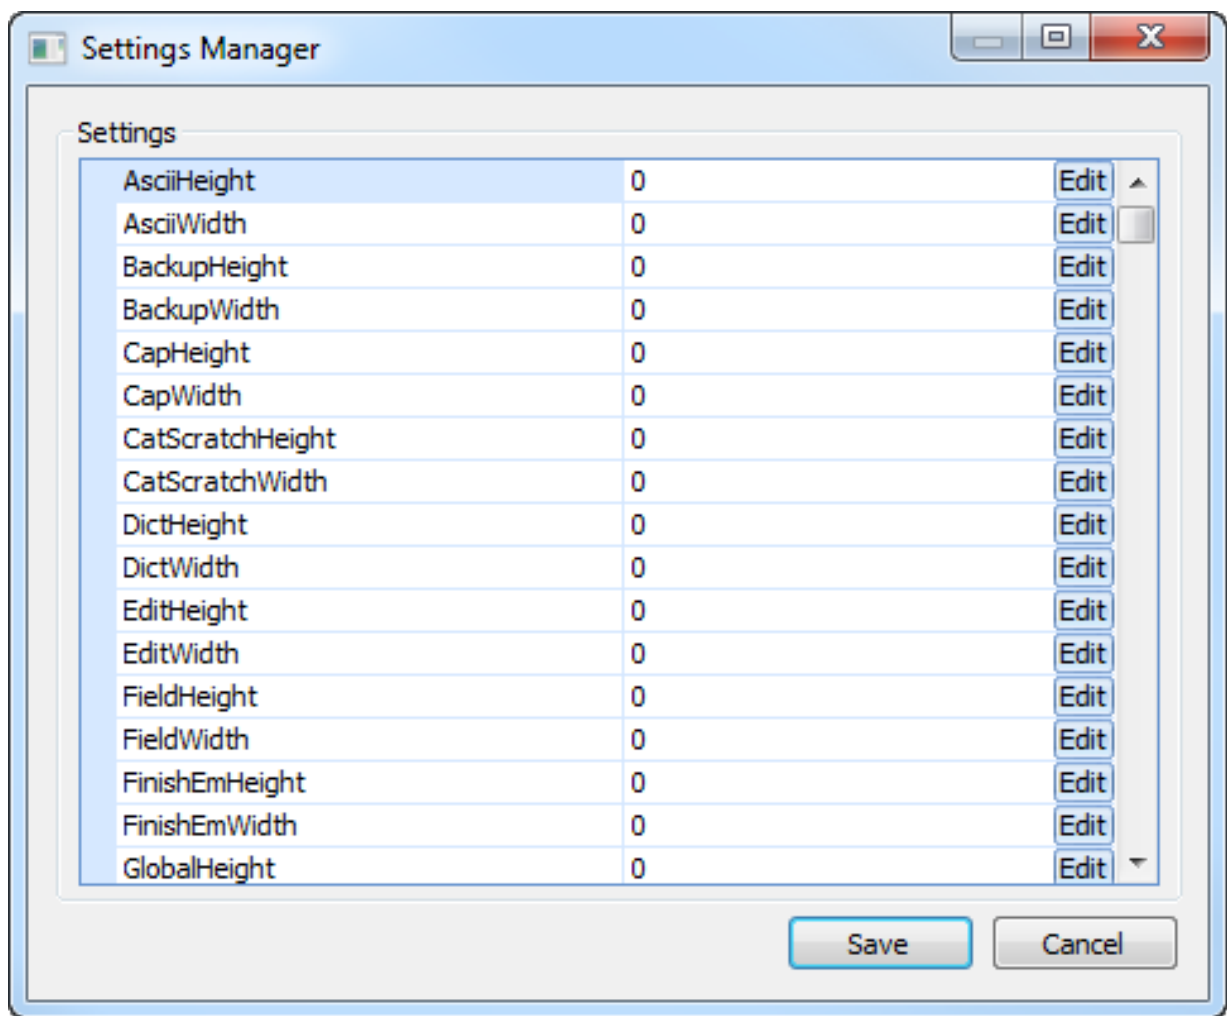 Settings Manager
Settings
AsciiHeight 0 Edit
AsciiWidth 0 Edit
BackupHeight 0 Edit
BackupWidth 0 Edit
CapHeight 0 Edit
CapWidth 0 Edit
CatScratchHeight 0 Edit
CatScratchWidth 0 Edit
DictHeight 0 Edit
DictWidth 0 Edit
EditHeight 0 Edit
EditWidth 0 Edit
FieldHeight 0 Edit
FieldWidth 0 Edit
FinishEmHeight 0 Edit
FinishEmWidth 0 Edit
GlobalHeight 0 Edit
Save Cancel